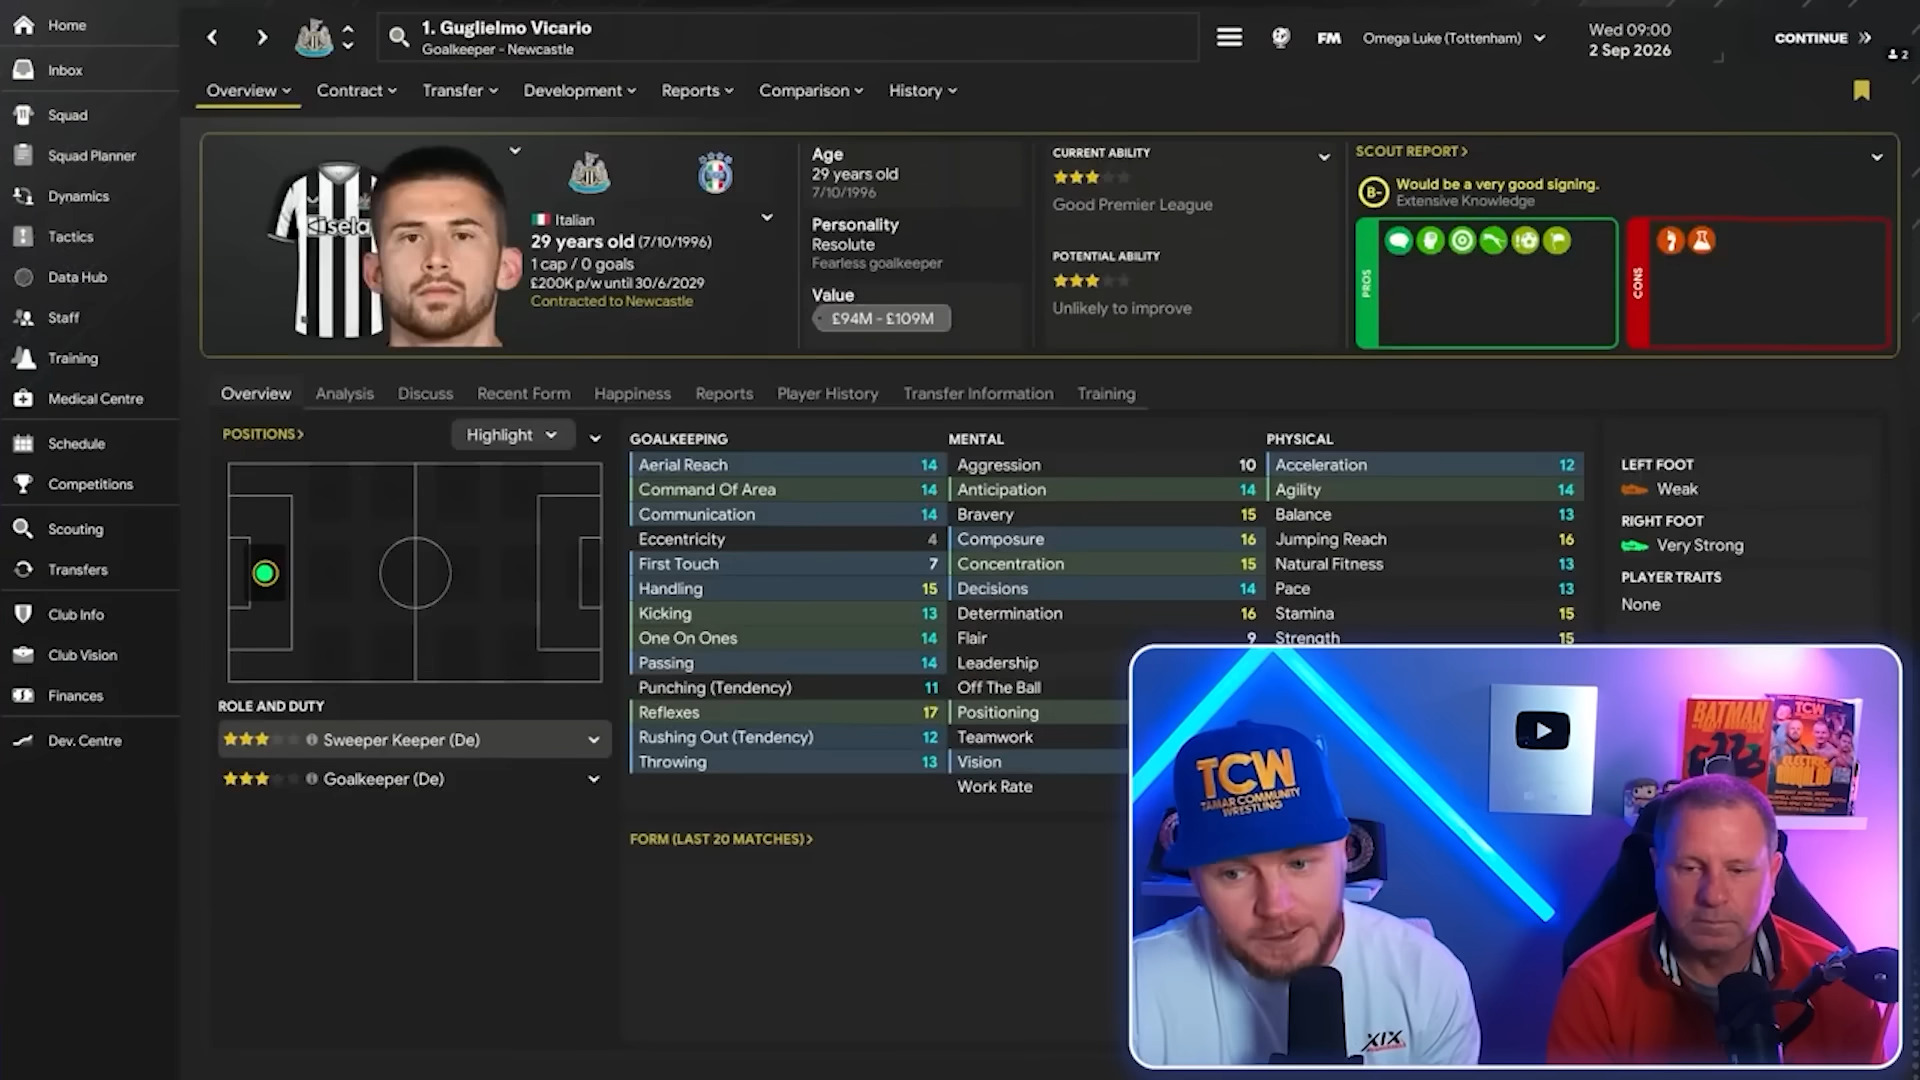 Home
Inbox
Squad
Squad Planner
Dynamics
Tactics
Data Hub
Staff
Training
Medical Centre
Schedule
Competitions
Scouting
Transfers
Club Info
Club Vision
Finances
Dev. Centre
1. Guglielmo Vicario
Goalkeeper - Newcastle
FM
Omega Luke (Tottenham)
Wed 09:00
2 Sep 2026
CONTINUE
2
Overview
Contract
Transfer
Development
Reports
Comparison
History
sela
Italian
29 years old (7/10/1996)
1 cap / 0 goals
£200K p/w until 30/6/2029
Contracted to Newcastle
Age
29 years old
7/10/1996
Personality
Resolute
Fearless goalkeeper
Value
£94M - £109M
CURRENT ABILITY
Good Premier League
POTENTIAL ABILITY
Unlikely to improve
SCOUT REPORT >
B-
Would be a very good signing.
Extensive Knowledge
PROS
CONS
Overview
Analysis
Discuss
Recent Form
Happiness
Reports
Player History
Transfer Information
Training
POSITIONS >
Highlight
ROLE AND DUTY
Sweeper Keeper (De)
Goalkeeper (De)
GOALKEEPING
Aerial Reach 14
Command Of Area 14
Communication 14
Eccentricity 4
First Touch 7
Handling 15
Kicking 13
One On Ones 14
Passing 14
Punching (Tendency) 11
Reflexes 17
Rushing Out (Tendency) 12
Throwing 13
MENTAL
Aggression 10
Anticipation 14
Bravery 15
Composure 16
Concentration 15
Decisions 14
Determination 16
Flair 9
Leadership
Off The Ball
Positioning
Teamwork
Vision
Work Rate
PHYSICAL
Acceleration 12
Agility 14
Balance 13
Jumping Reach 16
Natural Fitness 13
Pace 13
Stamina 15
Strength 15
LEFT FOOT
Weak
RIGHT FOOT
Very Strong
PLAYER TRAITS
None
FORM (LAST 20 MATCHES) >
TCW
TAMAR COMMUNITY
WRESTLING
BATMAN
TCW
XIX